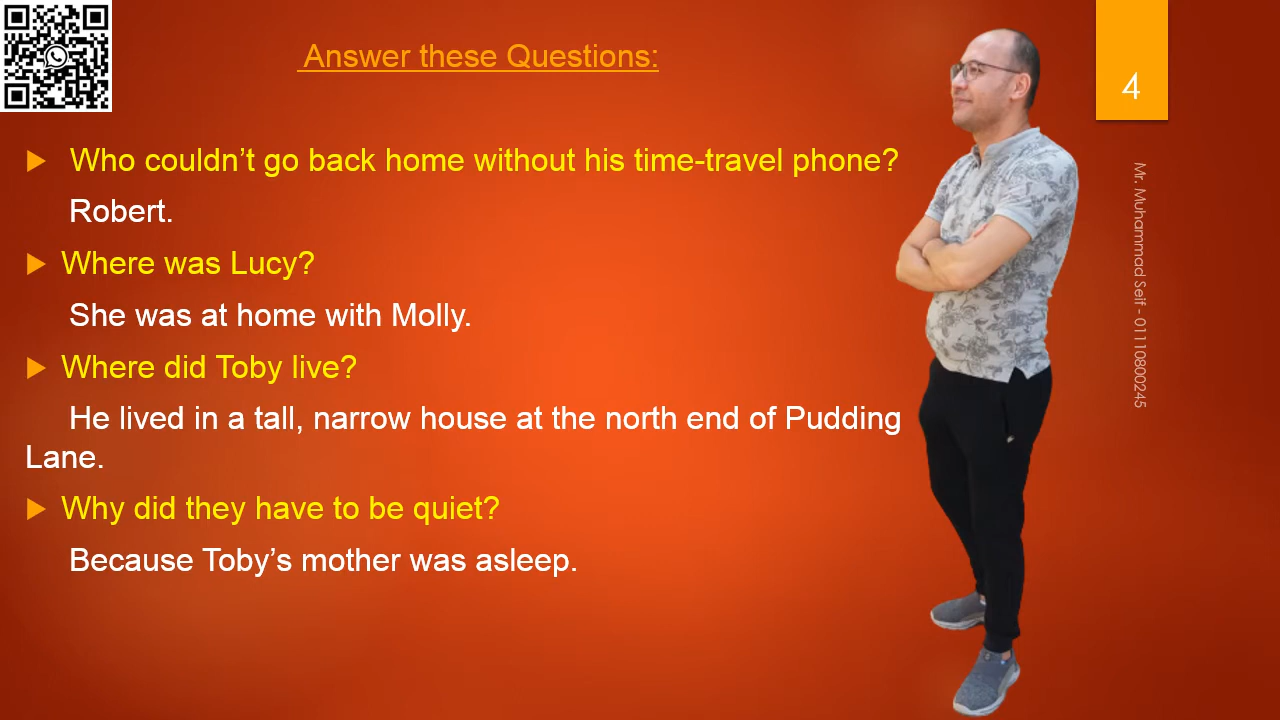 Answer these Questions:
4
Who couldn’t go back home without his time-travel phone?
Robert.
Where was Lucy?
She was at home with Molly.
Where did Toby live?
He lived in a tall, narrow house at the north end of Pudding
Lane.
Why did they have to be quiet?
Because Toby’s mother was asleep.
Mr. Muhammad Seif - 01110800245